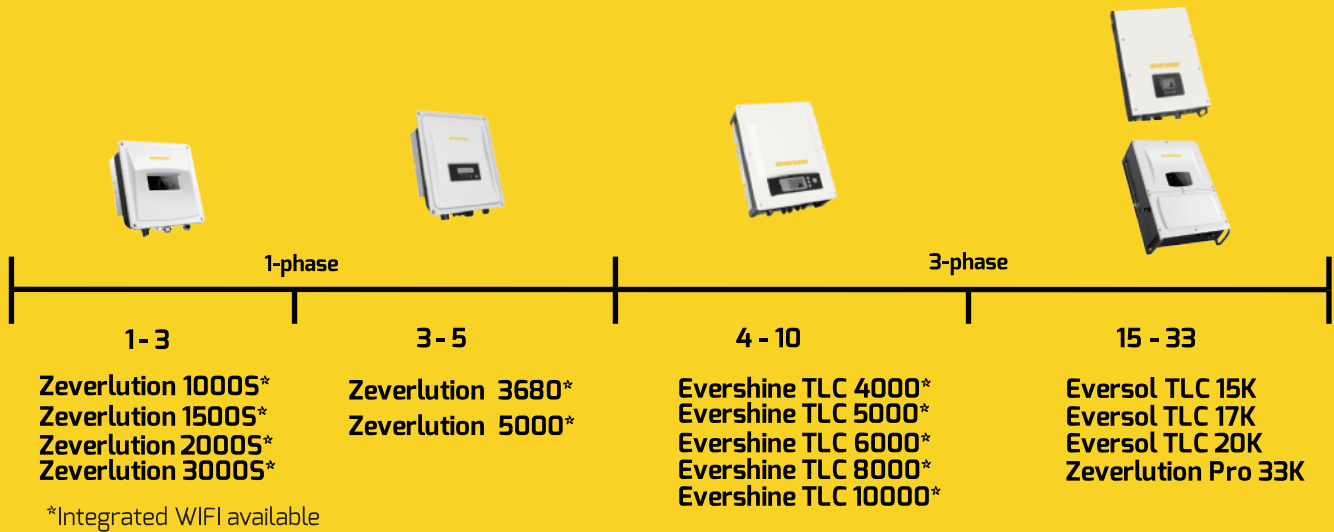 1-phase
3-phase
1 - 3
3 - 5
4 - 10
15 - 33
Zeverlution 1000S*
Zeverlution 1500S*
Zeverlution 2000S*
Zeverlution 3000S*
*Integrated WIFI available
Zeverlution 3680*
Zeverlution 5000*
Evershine TLC 4000*
Evershine TLC 5000*
Evershine TLC 6000*
Evershine TLC 8000*
Evershine TLC 10000*
Eversol TLC 15K
Eversol TLC 17K
Eversol TLC 20K
Zeverlution Pro 33K